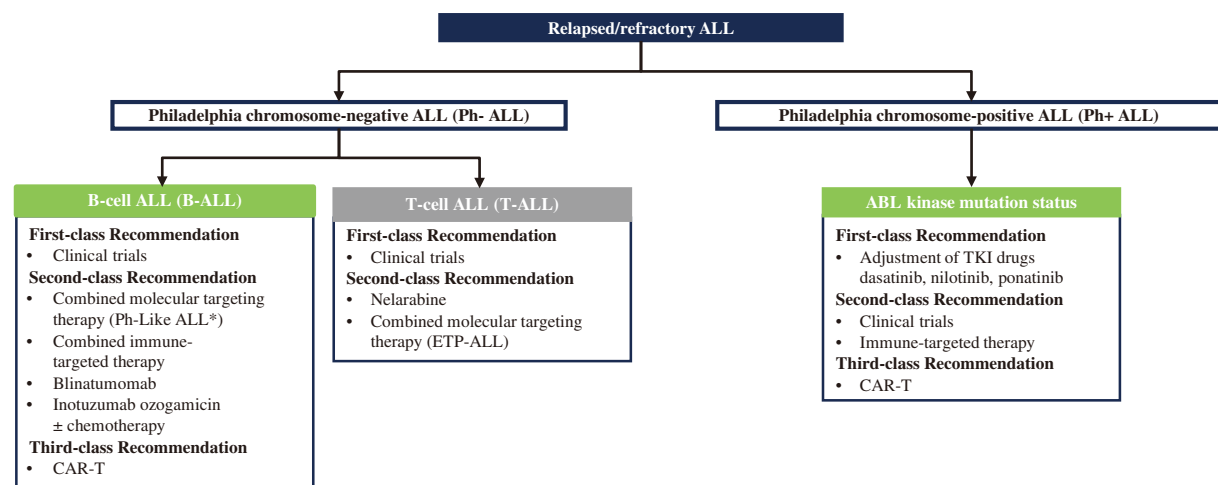 Relapsed/refractory ALL
Philadelphia chromosome-negative ALL (Ph- ALL)
Philadelphia chromosome-positive ALL (Ph+ ALL)
B-cell ALL (B-ALL)
First-class Recommendation
• Clinical trials
Second-class Recommendation
• Combined molecular targeting
therapy (Ph-Like ALL*)
• Combined immune-
targeted therapy
• Blinatumomab
• Inotuzumab ozogamicin
± chemotherapy
Third-class Recommendation
• CAR-T
T-cell ALL (T-ALL)
First-class Recommendation
• Clinical trials
Second-class Recommendation
• Nelarabine
• Combined molecular targeting
therapy (ETP-ALL)
ABL kinase mutation status
First-class Recommendation
• Adjustment of TKI drugs
dasatinib, nilotinib, ponatinib
Second-class Recommendation
• Clinical trials
• Immune-targeted therapy
Third-class Recommendation
• CAR-T